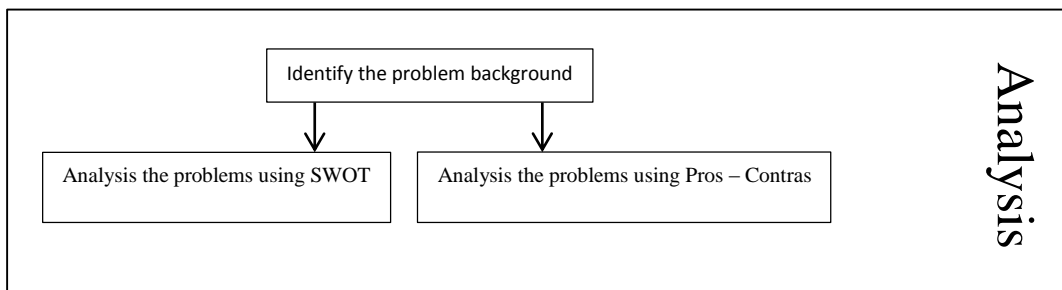 Identify the problem background
Analysis the problems using SWOT
Analysis the problems using Pros – Contras
Analysis